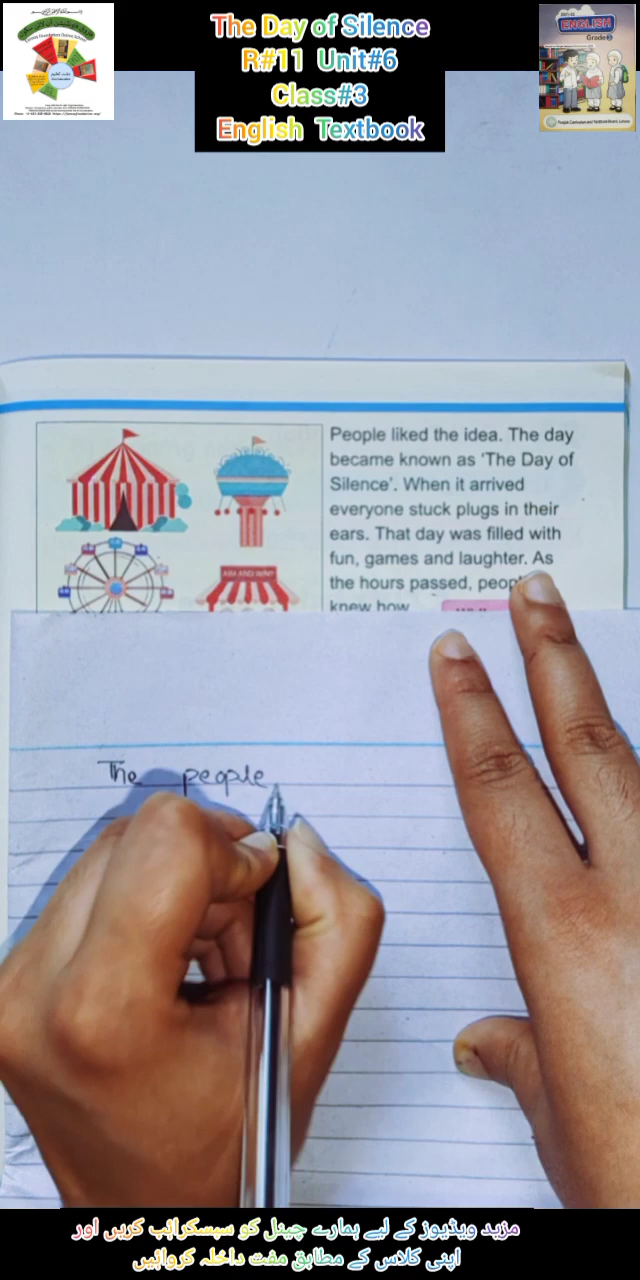 The Day of Silence
R#11 Unit#6
Class#3
English Textbook
ENGLISH
Grade 3
People liked the idea. The day
became known as 'The Day of
Silence'. When it arrived
everyone stuck plugs in their
ears. That day was filled with
fun, games and laughter. As
the hours passed,
knew how
The people
مزید ویڈیوز کے لیے ہمارے چینل کو سبسکرائب کریں اور
اپنی کلاس کے مطابق مفت داخلہ کروائیں